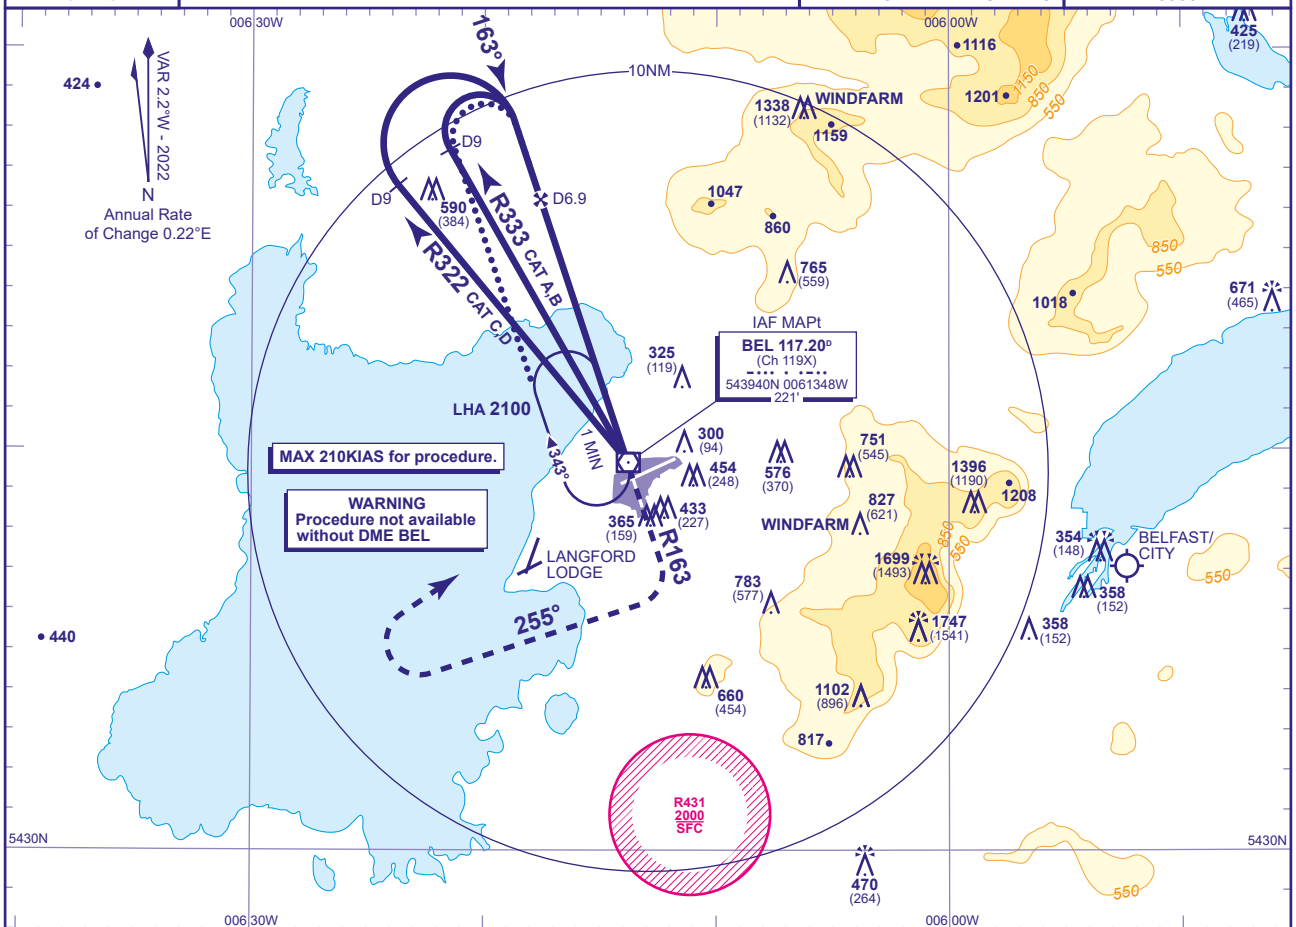 006:30W
006:00W
163°
1116
425
(219)
VAR 2.2°W - 2022
424
10NM
1338
(1132)
WINDFARM
1159
1201
1150
850
550
D9
N
Annual Rate
of Change 0.22°E
D9
590
(384)
D6.9
1047
860
R333 CAT A,B
R322 CAT C,D
765
(559)
850
550
1018
671
(465)
IAF MAPt
BEL 117.20ᴰ
(Ch 119X)
543940N 0061348W
221'
325
(119)
LHA 2100
1 MIN
343°
MAX 210KIAS for procedure.
300
(94)
454
(248)
576
(370)
751
(545)
1396
(1190)
1208
WARNING
Procedure not available
without DME BEL
365
(159)
433
(227)
R163
827
(621)
WINDFARM
850
550
1699
(1493)
354
(148)
BELFAST/
CITY
358
(152)
550
LANGFORD
LODGE
783
(577)
255°
1747
(1541)
358
(152)
440
660
(454)
1102
(896)
817
R431
2000
SFC
5430N
5430N
470
(264)
550
006:30W
006:00W